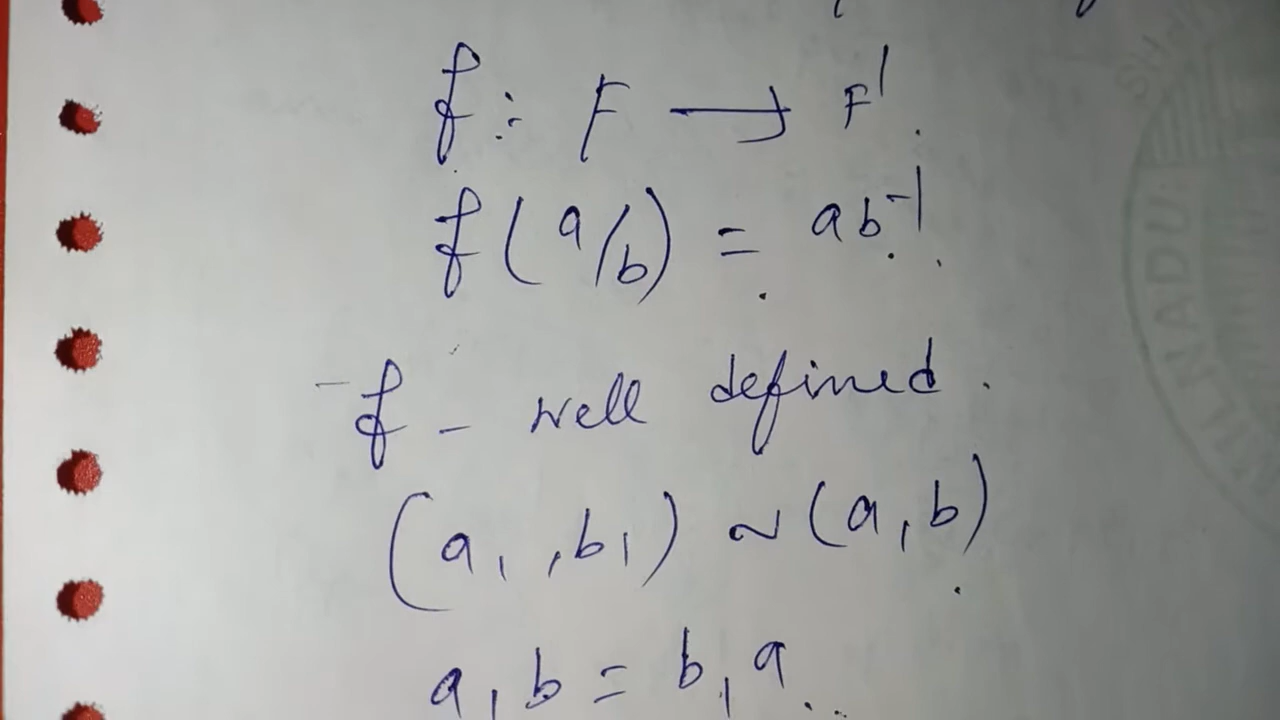 f : F → F'.
f(a/b) = ab⁻¹.
- f - well defined.
(a₁, b₁) ~ (a, b)
a₁b = b₁a.